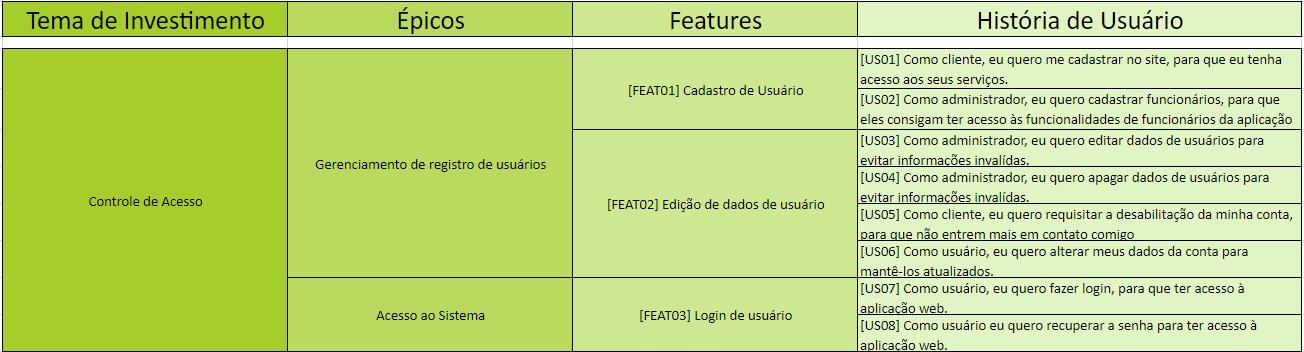 Tema de Investimento
Épicos
Features
História de Usuário
Controle de Acesso
Gerenciamento de registro de usuários
[FEAT01] Cadastro de Usuário
[US01] Como cliente, eu quero me cadastrar no site, para que eu tenha
acesso aos seus serviços.
[US02] Como administrador, eu quero cadastrar funcionários, para que
eles consigam ter acesso às funcionalidades de funcionários da aplicação
[FEAT02] Edição de dados de usuário
[US03] Como administrador, eu quero editar dados de usuários para
evitar informações invalídas.
[US04] Como administrador, eu quero apagar dados de usuários para
evitar informações invalídas.
[US05] Como cliente, eu quero requisitar a desabilitação da minha conta,
para que não entrem mais em contato comigo
[US06] Como usuário, eu quero alterar meus dados da conta para
mantê-los atualizados.
Acesso ao Sistema
[FEAT03] Login de usuário
[US07] Como usuário, eu quero fazer login, para que ter acesso à
aplicação web.
[US08] Como usuário eu quero recuperar a senha para ter acesso à
aplicação web.